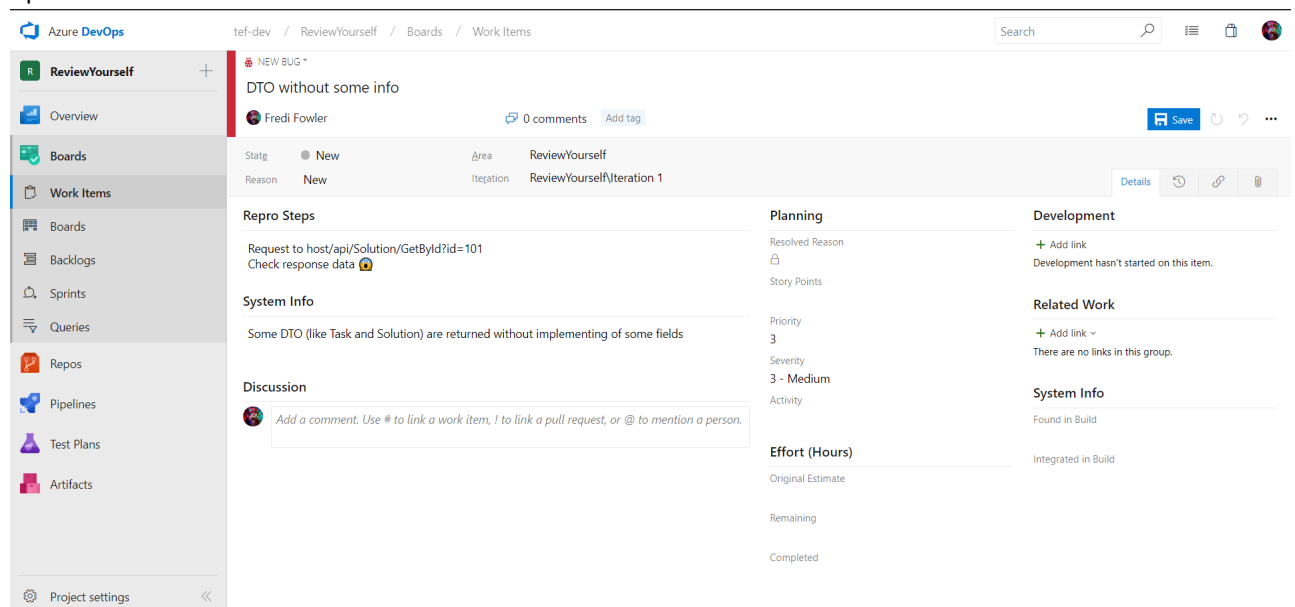 Azure DevOps
tef-dev / ReviewYourself / Boards / Work Items
Search
R ReviewYourself
Overview
Boards
Work Items
Boards
Backlogs
Sprints
Queries
Repos
Pipelines
Test Plans
Artifacts
Project settings
NEW BUG *
DTO without some info
Fredi Fowler
0 comments Add tag
Save
State New
Area ReviewYourself
Reason New
Iteration ReviewYourself\Iteration 1
Details
Repro Steps
Request to host/api/Solution/GetById?id=101
Check response data 😱
System Info
Some DTO (like Task and Solution) are returned without implementing of some fields
Discussion
Add a comment. Use # to link a work item, ! to link a pull request, or @ to mention a person.
Planning
Resolved Reason
Story Points
Priority
3
Severity
3 - Medium
Activity
Effort (Hours)
Original Estimate
Remaining
Completed
Development
+ Add link
Development hasn't started on this item.
Related Work
+ Add link
There are no links in this group.
System Info
Found in Build
Integrated in Build